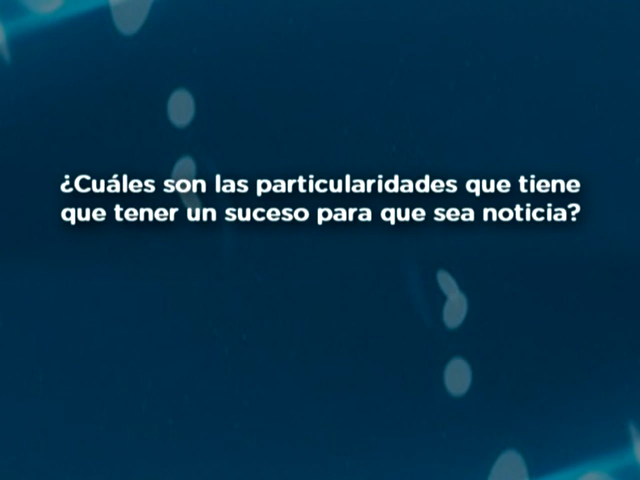 ¿Cuáles son las particularidades que tiene
que tener un suceso para que sea noticia?